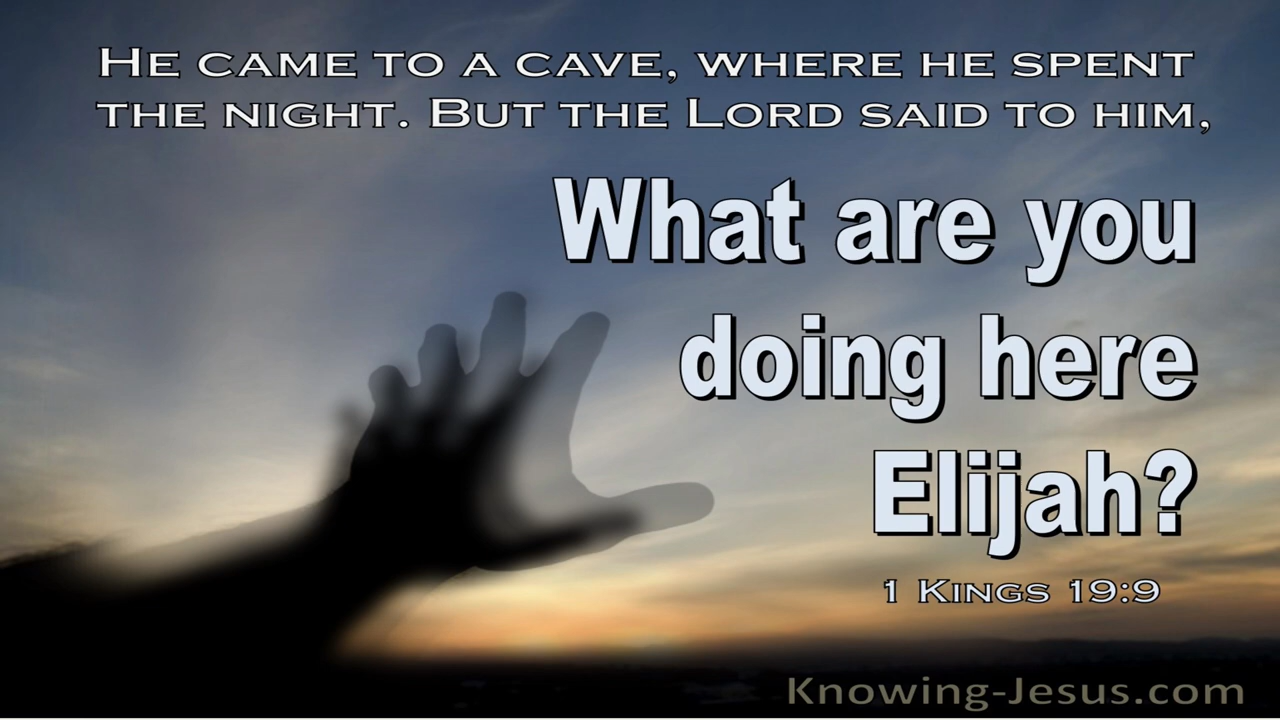 He came to a cave, where he spent
the night. But the Lord said to him,
What are you
doing here
Elijah?
1 Kings 19:9
Knowing-Jesus.com